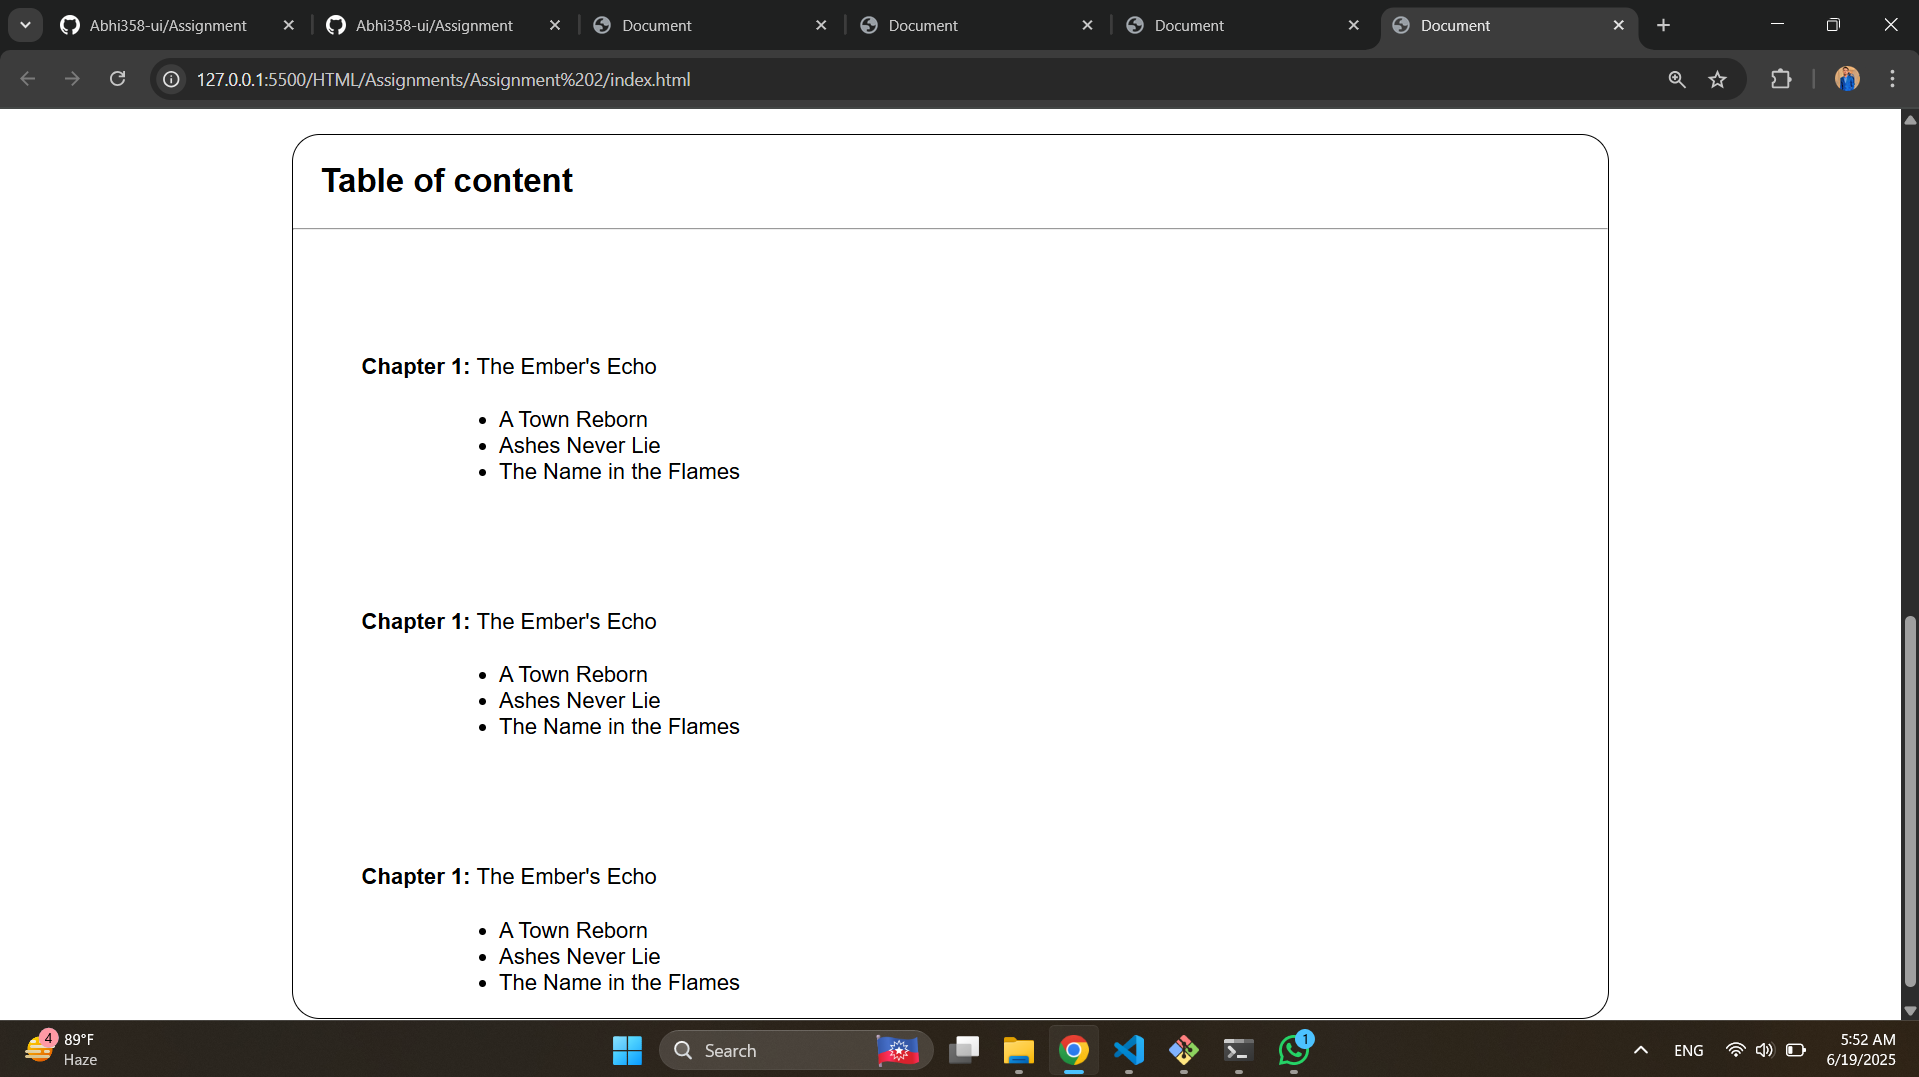 Abhi358-ui/Assignment
Abhi358-ui/Assignment
Document
Document
Document
Document
127.0.0.1:5500/HTML/Assignments/Assignment%202/index.html
Table of content
Chapter 1: The Ember's Echo
A Town Reborn
Ashes Never Lie
The Name in the Flames
Chapter 1: The Ember's Echo
A Town Reborn
Ashes Never Lie
The Name in the Flames
Chapter 1: The Ember's Echo
A Town Reborn
Ashes Never Lie
The Name in the Flames
4
89°F
Haze
Search
1
ENG
5:52 AM
6/19/2025